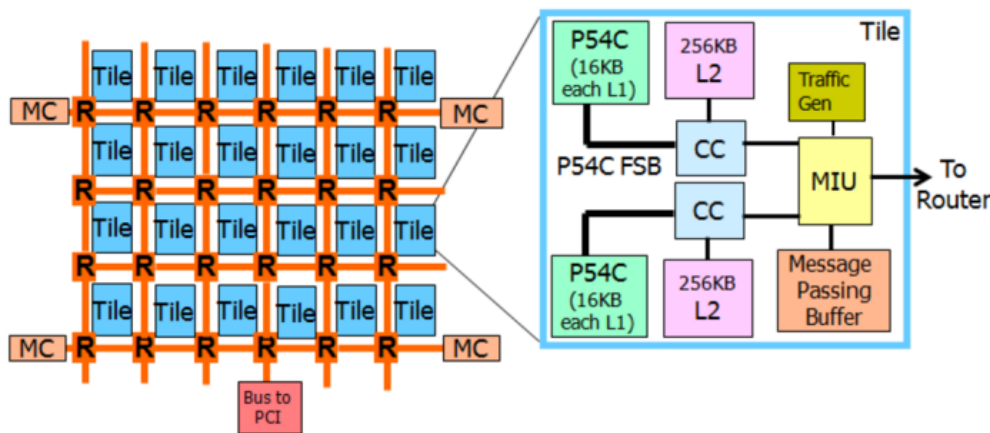 Tile Tile Tile Tile Tile Tile
MC R R R R R R MC
Tile Tile Tile Tile Tile Tile
R R R R R R
Tile Tile Tile Tile Tile Tile
R R R R R R
Tile Tile Tile Tile Tile Tile
MC R R R R R R MC
Bus to
PCI
Tile
P54C
(16KB
each L1)
256KB
L2
Traffic
Gen
CC
P54C FSB
MIU
To
Router
CC
P54C
(16KB
each L1)
256KB
L2
Message
Passing
Buffer